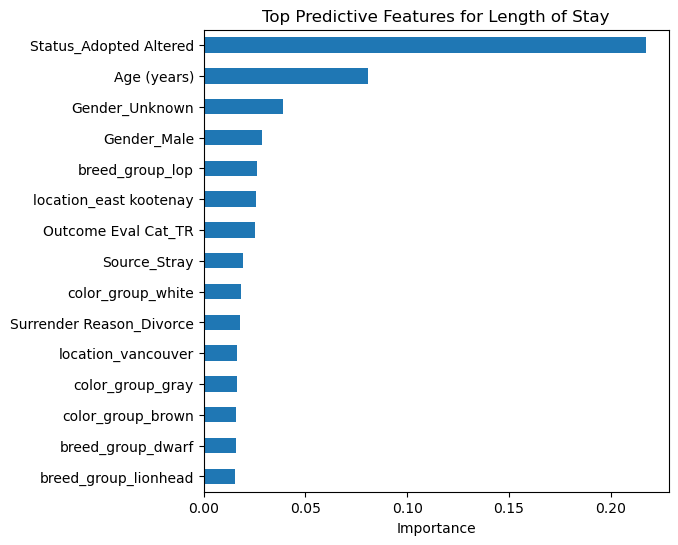 Top Predictive Features for Length of Stay
Status_Adopted Altered
Age (years)
Gender_Unknown
Gender_Male
breed_group_lop
location_east kootenay
Outcome Eval Cat_TR
Source_Stray
color_group_white
Surrender Reason_Divorce
location_vancouver
color_group_gray
color_group_brown
breed_group_dwarf
breed_group_lionhead
0.00 0.05 0.10 0.15 0.20
Importance